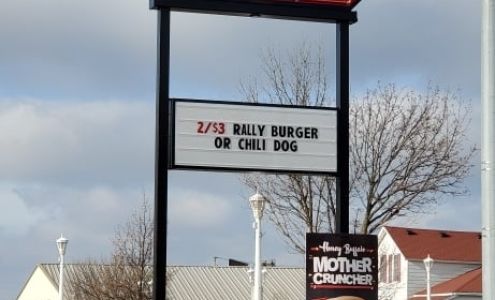 2/$3 RALLY BURGER
OR CHILI DOG
Honey Buffalo
MOTHER
CRUNCHER